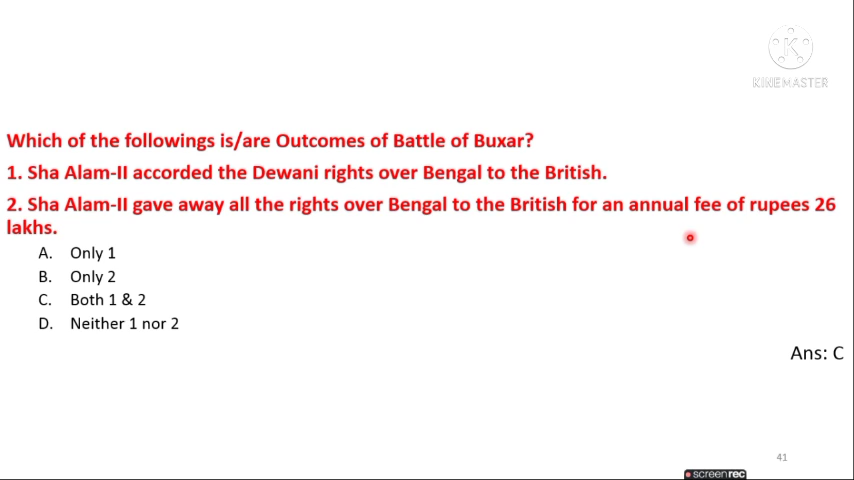 KINEMASTER
Which of the followings is/are Outcomes of Battle of Buxar?
1. Sha Alam-II accorded the Dewani rights over Bengal to the British.
2. Sha Alam-II gave away all the rights over Bengal to the British for an annual fee of rupees 26
lakhs.
A. Only 1
B. Only 2
C. Both 1 & 2
D. Neither 1 nor 2
Ans: C
41
screenrec